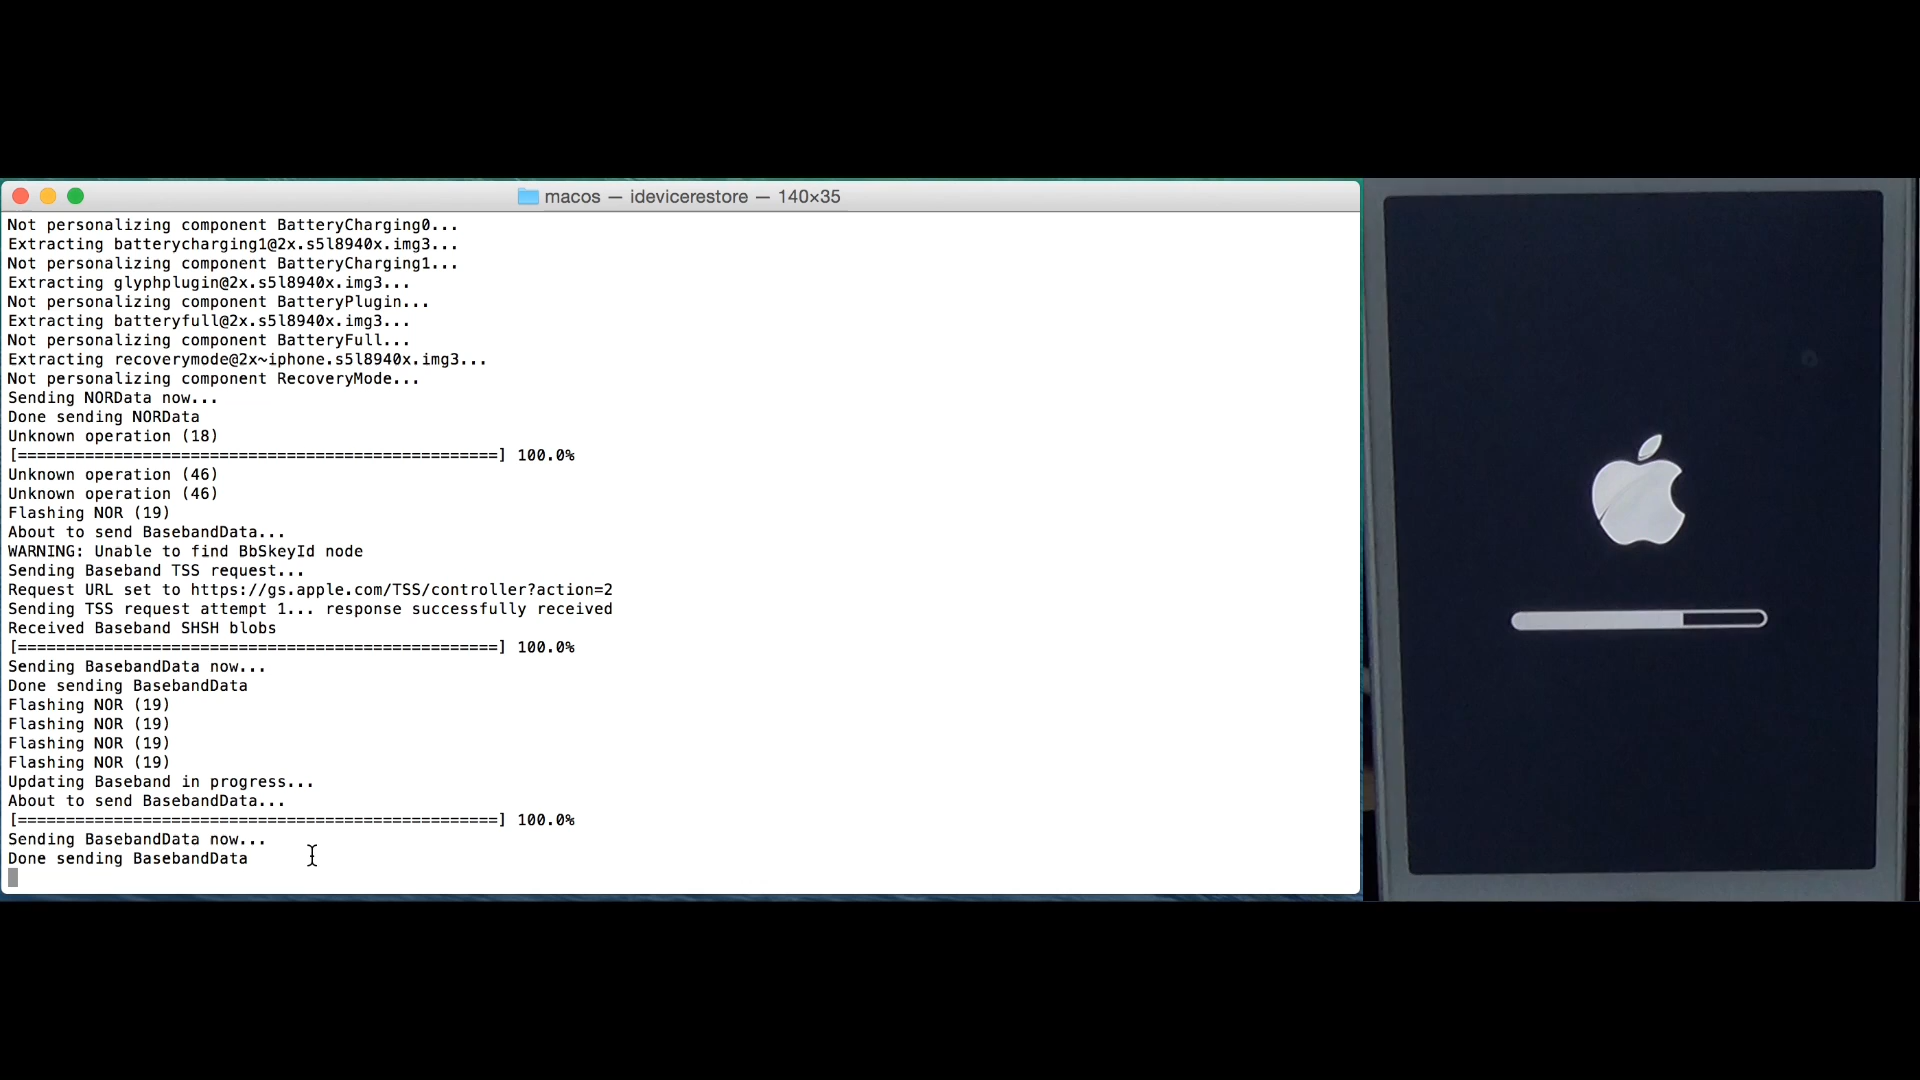 macos — idevicerestore — 140×35
Not personalizing component BatteryCharging0...
Extracting batterycharging1@2x.s5l8940x.img3...
Not personalizing component BatteryCharging1...
Extracting glyphplugin@2x.s5l8940x.img3...
Not personalizing component BatteryPlugin...
Extracting batteryfull@2x.s5l8940x.img3...
Not personalizing component BatteryFull...
Extracting recoverymode@2x~iphone.s5l8940x.img3...
Not personalizing component RecoveryMode...
Sending NORData now...
Done sending NORData
Unknown operation (18)
[==================================================] 100.0%
Unknown operation (46)
Unknown operation (46)
Flashing NOR (19)
About to send BasebandData...
WARNING: Unable to find BbSkeyId node
Sending Baseband TSS request...
Request URL set to https://gs.apple.com/TSS/controller?action=2
Sending TSS request attempt 1... response successfully received
Received Baseband SHSH blobs
[==================================================] 100.0%
Sending BasebandData now...
Done sending BasebandData
Flashing NOR (19)
Flashing NOR (19)
Flashing NOR (19)
Flashing NOR (19)
Updating Baseband in progress...
About to send BasebandData...
[==================================================] 100.0%
Sending BasebandData now...
Done sending BasebandData